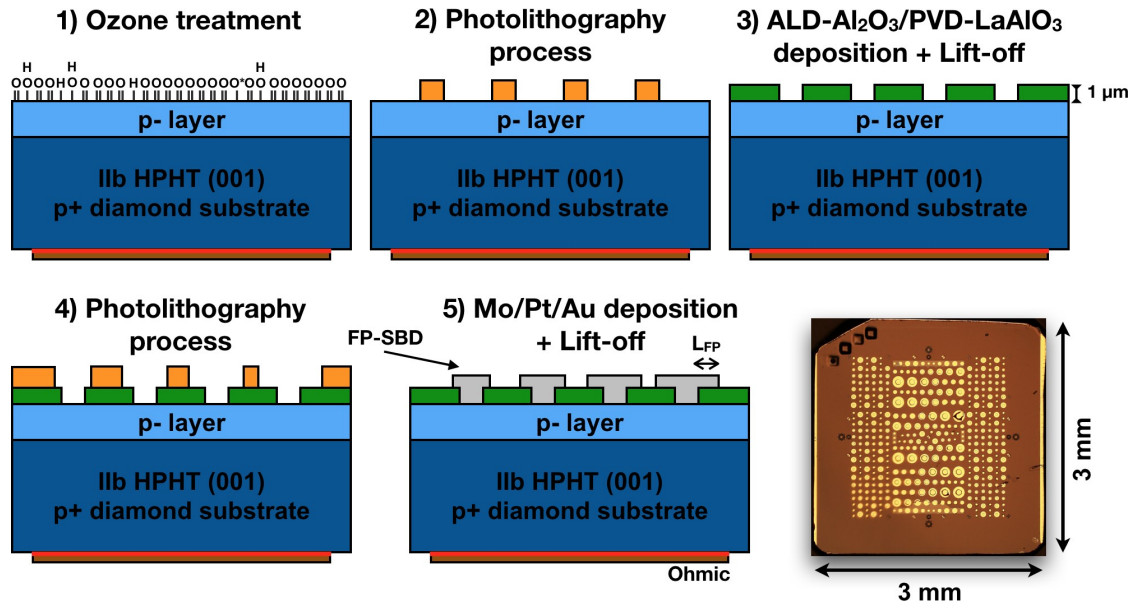 1) Ozone treatment
H H H
OOOOHOO OOO HOOOOOOOOO*OO OOOOOOO
p- layer
IIb HPHT (001)
p+ diamond substrate
2) Photolithography
process
p- layer
IIb HPHT (001)
p+ diamond substrate
3) ALD-Al₂O₃/PVD-LaAlO₃
deposition + Lift-off
1 µm
p- layer
IIb HPHT (001)
p+ diamond substrate
4) Photolithography
process
p- layer
IIb HPHT (001)
p+ diamond substrate
5) Mo/Pt/Au deposition
+ Lift-off
FP-SBD
L_FP
p- layer
IIb HPHT (001)
p+ diamond substrate
Ohmic
3 mm
3 mm